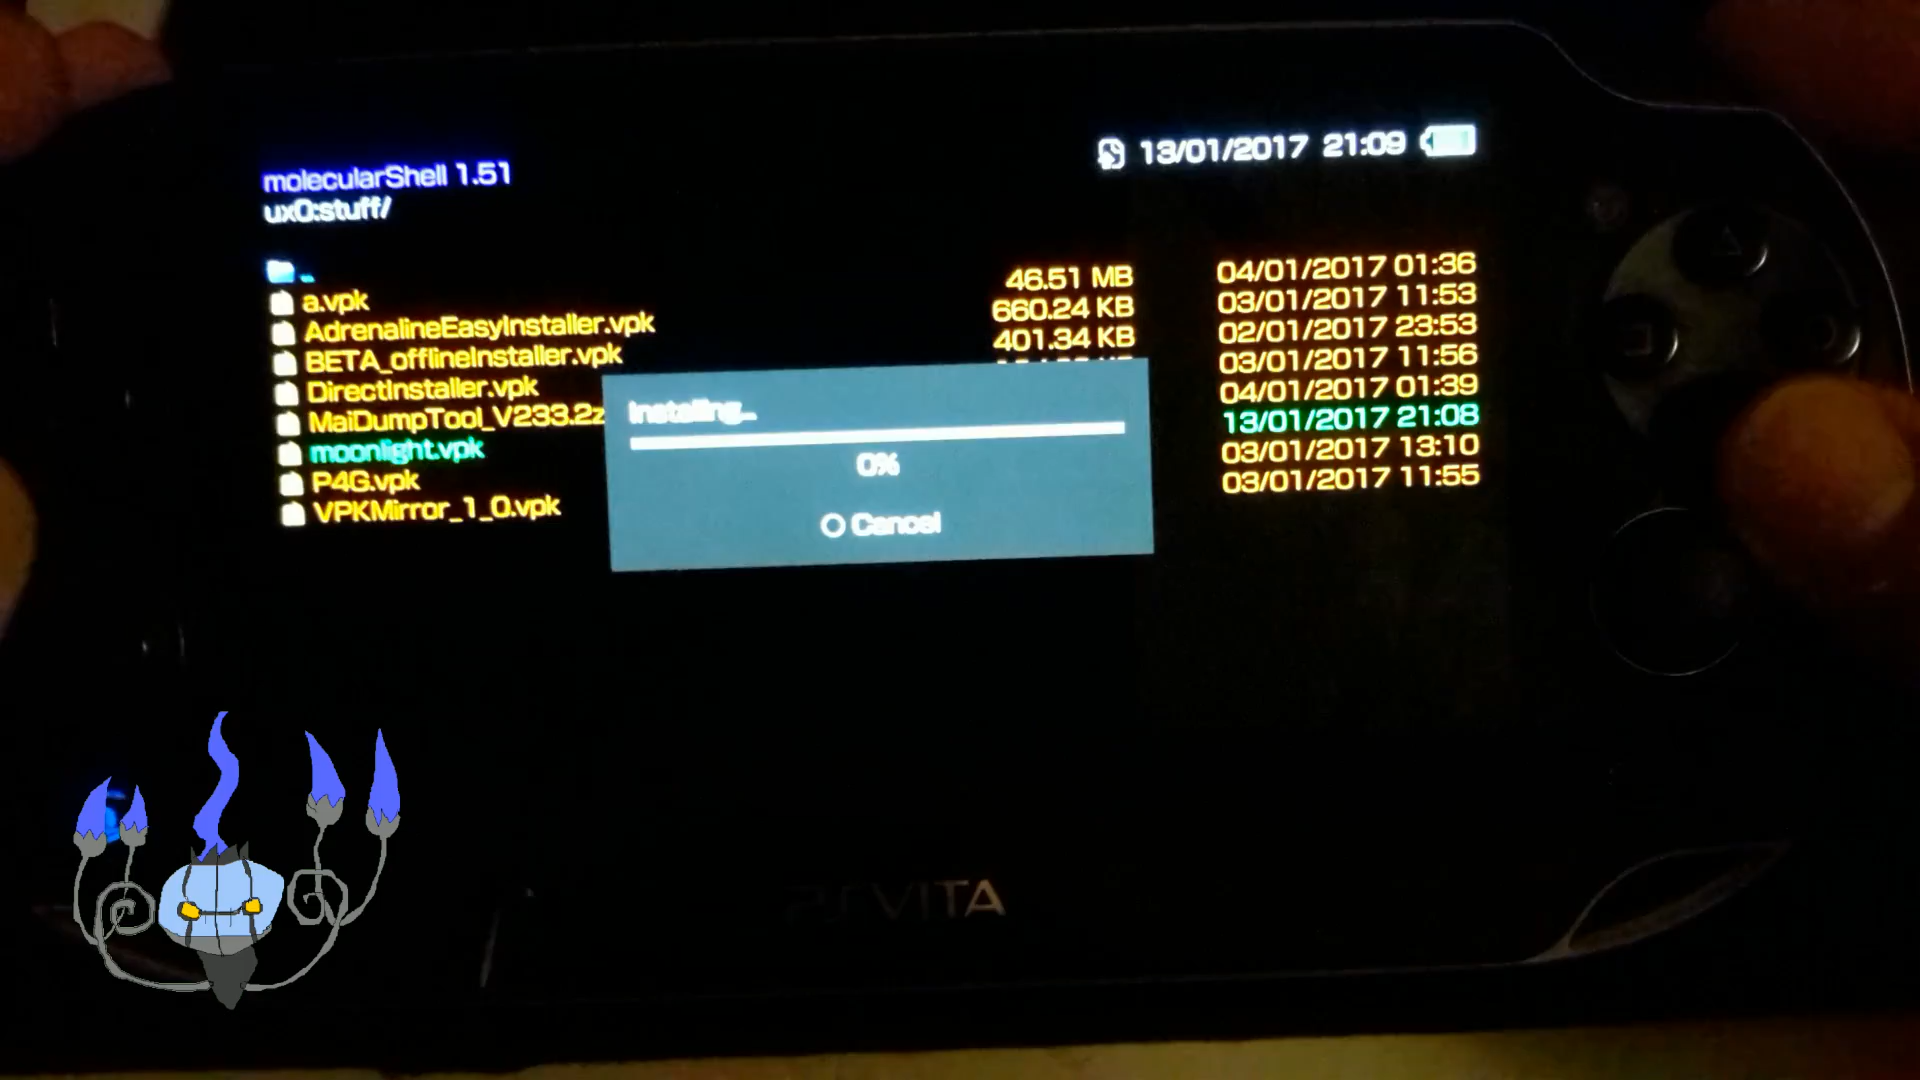 molecularShell 1.51
13/01/2017 21:09
ux0:stuff/
..
a.vpk 46.51 MB 04/01/2017 01:36
AdrenalineEasyInstaller.vpk 660.24 KB 03/01/2017 11:53
BETA_offlineInstaller.vpk 401.34 KB 02/01/2017 23:53
DirectInstaller.vpk 03/01/2017 11:56
MaiDumpTool_V233.2z 04/01/2017 01:39
moonlight.vpk 13/01/2017 21:08
P4G.vpk 03/01/2017 13:10
VPKMirror_1_0.vpk 03/01/2017 11:55
Installing...
0%
Cancel
PSVITA